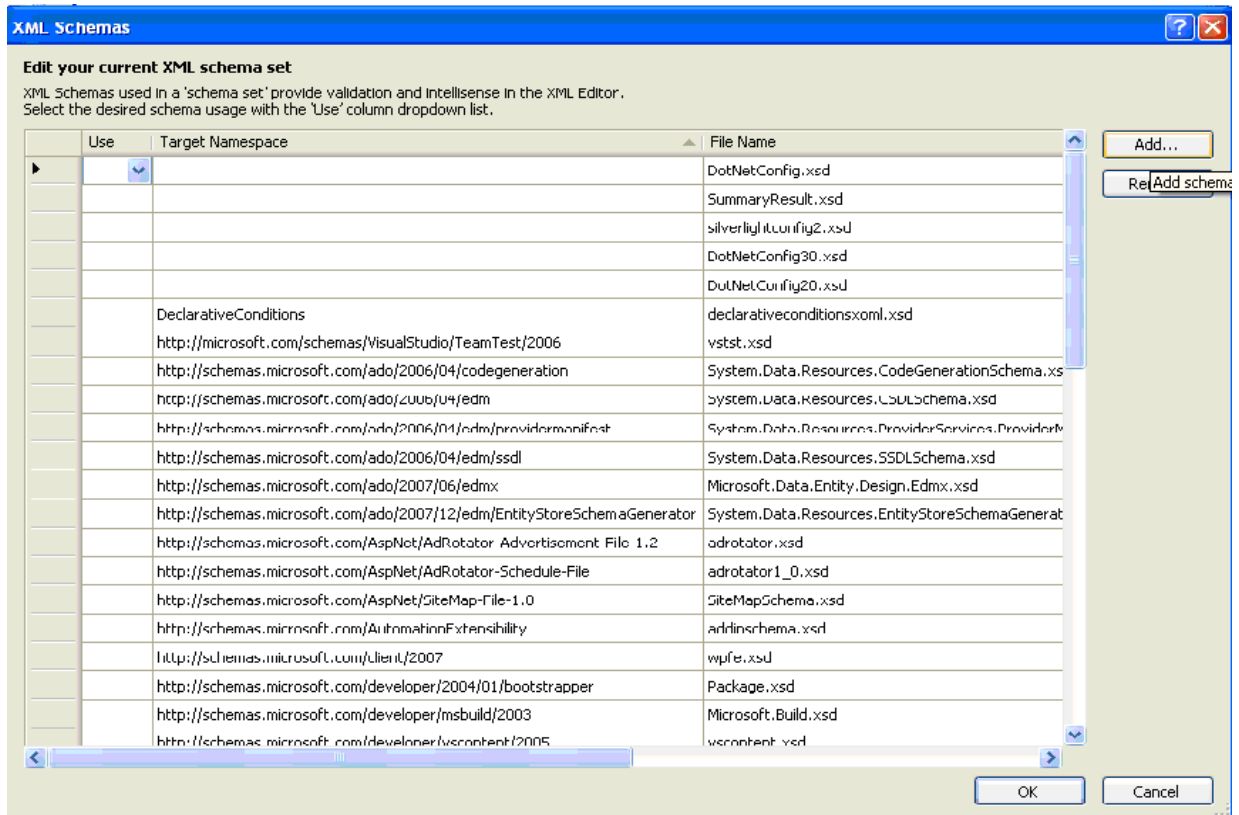 XML Schemas
Edit your current XML schema set
XML Schemas used in a 'schema set' provide validation and intellisense in the XML Editor.
Select the desired schema usage with the 'Use' column dropdown list.
Use Target Namespace File Name
DotNetConfig.xsd
SummaryResult.xsd
silverlightconfig2.xsd
DotNetConfig30.xsd
DotNetConfig20.xsd
DeclarativeConditions declarativeconditionsxoml.xsd
http://microsoft.com/schemas/VisualStudio/TeamTest/2006 vstst.xsd
http://schemas.microsoft.com/ado/2006/04/codegeneration System.Data.Resources.CodeGenerationSchema.xs
http://schemas.microsoft.com/ado/2006/04/edm System.Data.Resources.CSDLSchema.xsd
http://schemas.microsoft.com/ado/2006/04/edm/providermanifest System.Data.Resources.ProviderServices.ProviderM
http://schemas.microsoft.com/ado/2006/04/edm/ssdl System.Data.Resources.SSDLSchema.xsd
http://schemas.microsoft.com/ado/2007/06/edmx Microsoft.Data.Entity.Design.Edmx.xsd
http://schemas.microsoft.com/ado/2007/12/edm/EntityStoreSchemaGenerator System.Data.Resources.EntityStoreSchemaGenerat
http://schemas.microsoft.com/AspNet/AdRotator-Advertisement-File-1.2 adrotator.xsd
http://schemas.microsoft.com/AspNet/AdRotator-Schedule-File adrotator1_0.xsd
http://schemas.microsoft.com/AspNet/SiteMap-File-1.0 SiteMapSchema.xsd
http://schemas.microsoft.com/AutomationExtensibility addinschema.xsd
http://schemas.microsoft.com/client/2007 wpfe.xsd
http://schemas.microsoft.com/developer/2004/01/bootstrapper Package.xsd
http://schemas.microsoft.com/developer/msbuild/2003 Microsoft.Build.xsd
http://schemas.microsoft.com/developer/vscontent/2005 vscontent.xsd
Add...
Re Add schema
OK Cancel